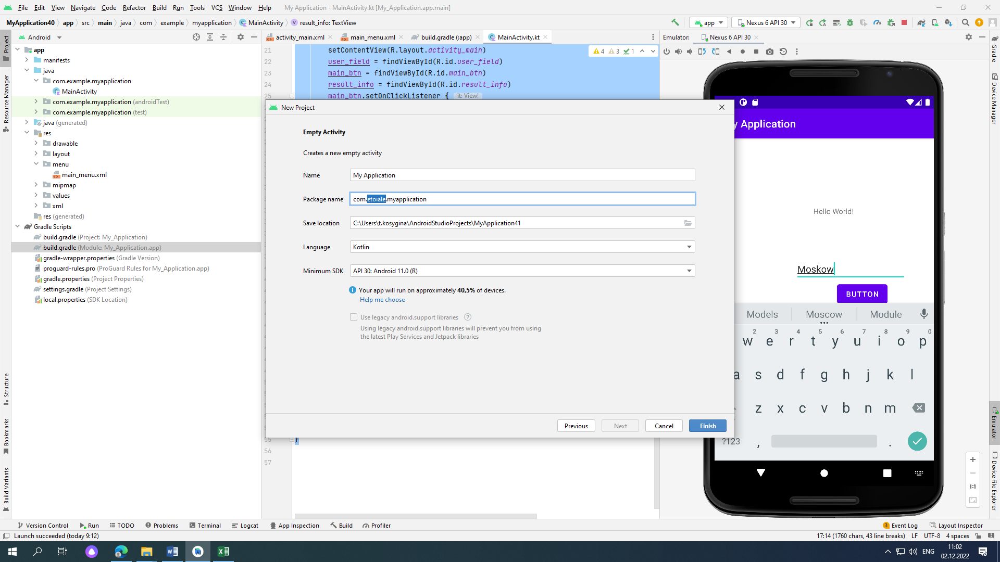 File Edit View Navigate Code Refactor Build Run Tools VCS Window Help My Application - MainActivity.kt [My_Application.app.main]
MyApplication40 app src main java com example myapplication MainActivity result_info: TextView
app Nexus 6 API 30
Android
activity_main.xml main_menu.xml build.gradle (:app) MainActivity.kt
Emulator: Nexus 6 API 30
Project
Resource Manager
Structure
Bookmarks
Build Variants
app
manifests
java
com.example.myapplication
MainActivity
com.example.myapplication (androidTest)
com.example.myapplication (test)
java (generated)
res
drawable
layout
menu
main_menu.xml
mipmap
values
xml
res (generated)
Gradle Scripts
build.gradle (Project: My_Application)
build.gradle (Module: My_Application.app)
gradle-wrapper.properties (Gradle Version)
proguard-rules.pro (ProGuard Rules for My_Application.app)
gradle.properties (Project Properties)
settings.gradle (Project Settings)
local.properties (SDK Location)
21 setContentView(R.layout.activity_main)
4 3 1
22 user_field = findViewById(R.id.user_field)
23 main_btn = findViewById(R.id.main_btn)
24 result_info = findViewById(R.id.result_info)
25 main_btn.setOnClickListener { it: View!
New Project
Empty Activity
Creates a new empty activity
Name My Application
Package name com.etoiale.myapplication
Save location C:\Users\t.kosygina\AndroidStudioProjects\MyApplication41
Language Kotlin
Minimum SDK API 30: Android 11.0 (R)
Your app will run on approximately 40,5% of devices.
Help me choose
Use legacy android.support libraries ?
Using legacy android.support libraries will prevent you from using
the latest Play Services and Jetpack libraries
Previous Next Cancel Finish
55 }
56
57
y Application
Hello World!
Moskow
BUTTON
Models Moscow Module
2 3 4 5 6 7 8 9 0
w e r t y u i o p
a s d f g h j k l
z x c v b n m
?123 , .
1:1
Gradle
Device Manager
Emulator
Device File Explorer
Version Control Run TODO Problems Terminal Logcat App Inspection Build Profiler
3 Event Log Layout Inspector
Launch succeeded (today 9:12)
17:14 (1760 chars, 43 line breaks) LF UTF-8 4 spaces
ENG
11:02
02.12.2022